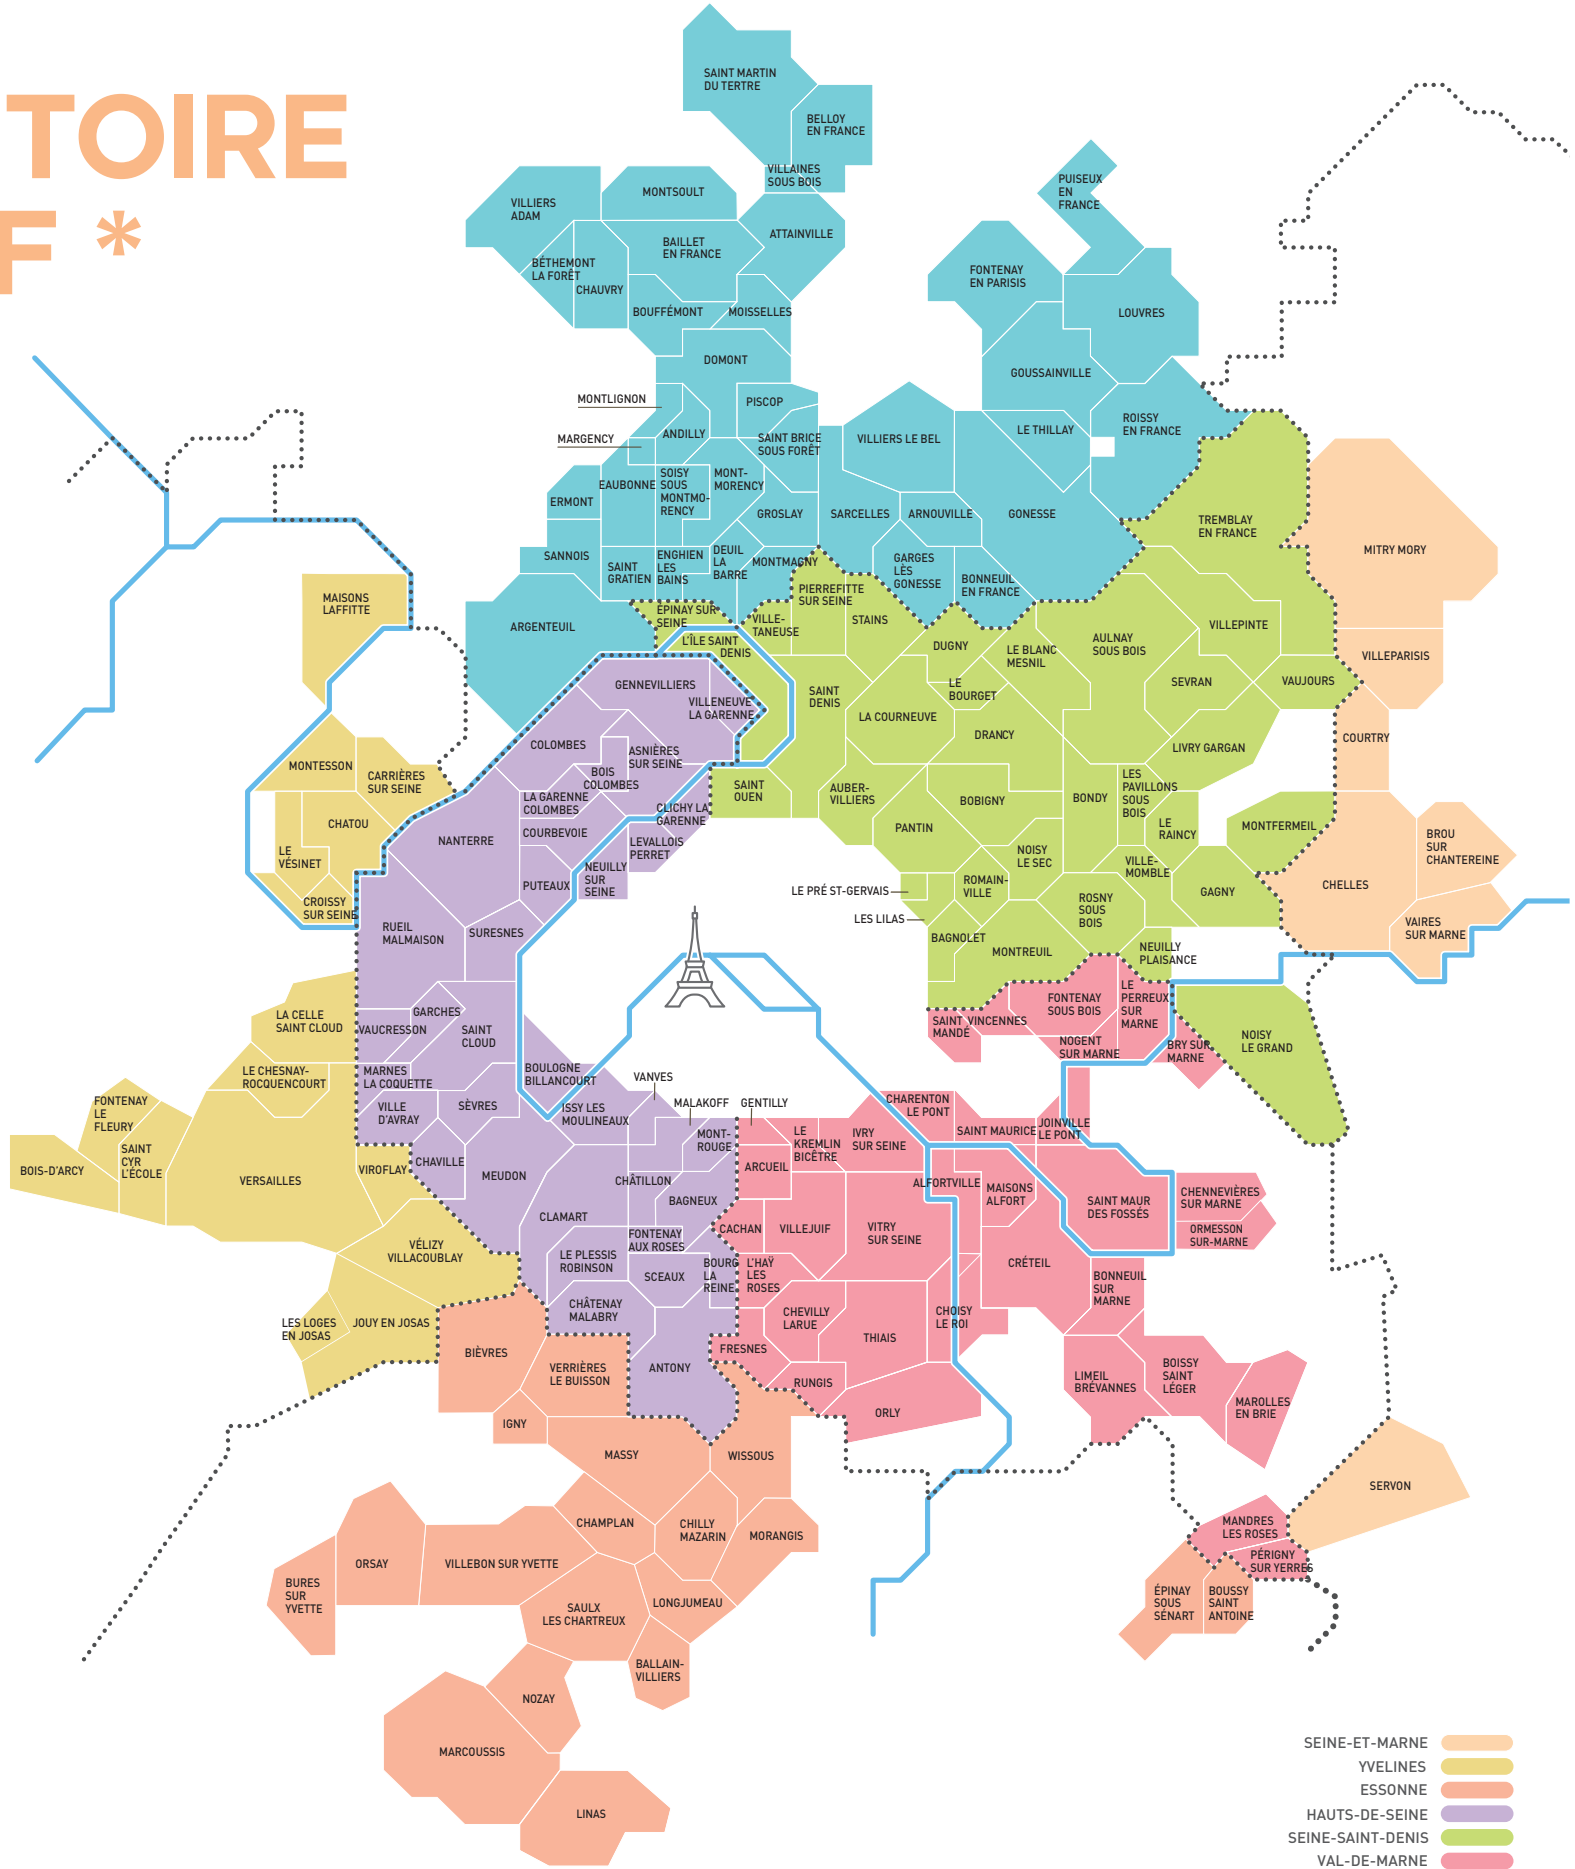 TOIRE
F *
SAINT MARTIN
DU TERTRE
BELLOY
EN FRANCE
VILLAINES
SOUS BOIS
VILLIERS
ADAM
MONTSOULT
BAILLET
EN FRANCE
ATTAINVILLE
BÉTHEMONT
LA FORÊT
CHAUVRY
BOUFFÉMONT
MOISSELLES
PUISEUX
EN
FRANCE
FONTENAY
EN PARISIS
LOUVRES
DOMONT
GOUSSAINVILLE
MONTLIGNON
PISCOP
MARGENCY
ANDILLY
SAINT BRICE
SOUS FORÊT
VILLIERS LE BEL
LE THILLAY
ROISSY
EN FRANCE
ERMONT
EAUBONNE
SOISY
SOUS
MONTMO-
RENCY
MONT-
MORENCY
GROSLAY
SARCELLES
ARNOUVILLE
GONESSE
TREMBLAY
EN FRANCE
MITRY MORY
SANNOIS
SAINT
GRATIEN
ENGHIEN
LES
BAINS
DEUIL
LA
BARRE
MONTMAGNY
GARGES
LÈS
GONESSE
BONNEUIL
EN FRANCE
MAISONS
LAFFITTE
ARGENTEUIL
ÉPINAY SUR
SEINE
L'ÎLE SAINT
DENIS
VILLE-
TANEUSE
PIERREFITTE
SUR SEINE
STAINS
DUGNY
LE BLANC
MESNIL
AULNAY
SOUS BOIS
VILLEPINTE
VILLEPARISIS
GENNEVILLIERS
VILLENEUVE
LA GARENNE
SAINT
DENIS
LE
BOURGET
LA COURNEUVE
SEVRAN
VAUJOURS
COLOMBES
ASNIÈRES
SUR SEINE
BOIS
COLOMBES
DRANCY
LIVRY GARGAN
COURTRY
MONTESSON
CARRIÈRES
SUR SEINE
LA GARENNE
COLOMBES
CLICHY LA
GARENNE
SAINT
OUEN
AUBER-
VILLIERS
BOBIGNY
BONDY
LES
PAVILLONS
SOUS
BOIS
CHATOU
NANTERRE
COURBEVOIE
LEVALLOIS
PERRET
PANTIN
LE
RAINCY
MONTFERMEIL
BROU
SUR
CHANTEREINE
LE
VÉSINET
PUTEAUX
NEUILLY
SUR
SEINE
NOISY
LE SEC
VILLE-
MOMBLE
GAGNY
CHELLES
CROISSY
SUR SEINE
LE PRÉ ST-GERVAIS
ROMAIN-
VILLE
ROSNY
SOUS
BOIS
RUEIL
MALMAISON
SURESNES
LES LILAS
BAGNOLET
MONTREUIL
NEUILLY
PLAISANCE
VAIRES
SUR MARNE
LA CELLE
SAINT CLOUD
VAUCRESSON
GARCHES
SAINT
CLOUD
SAINT
MANDÉ
VINCENNES
FONTENAY
SOUS BOIS
LE
PERREUX
SUR
MARNE
NOGENT
SUR MARNE
BRY SUR
MARNE
NOISY
LE GRAND
LE CHESNAY-
ROCQUENCOURT
MARNES
LA COQUETTE
BOULOGNE
BILLANCOURT
VANVES
FONTENAY
LE
FLEURY
VILLE
D'AVRAY
SÈVRES
ISSY LES
MOULINEAUX
MALAKOFF
GENTILLY
CHARENTON
LE PONT
BOIS-D'ARCY
SAINT
CYR
L'ÉCOLE
VERSAILLES
VIROFLAY
CHAVILLE
MEUDON
MONT-
ROUGE
LE
KREMLIN
BICÊTRE
IVRY
SUR SEINE
SAINT MAURICE
JOINVILLE
LE PONT
ARCUEIL
CHÂTILLON
BAGNEUX
ALFORTVILLE
MAISONS
ALFORT
SAINT MAUR
DES FOSSÉS
CHENNEVIÈRES
SUR MARNE
CLAMART
CACHAN
VILLEJUIF
VITRY
SUR SEINE
ORMESSON
SUR-MARNE
VÉLIZY
VILLACOUBLAY
LE PLESSIS
ROBINSON
FONTENAY
AUX ROSES
SCEAUX
BOURG
LA
REINE
L'HAŸ
LES
ROSES
CRÉTEIL
BONNEUIL
SUR
MARNE
LES LOGES
EN JOSAS
JOUY EN JOSAS
CHÂTENAY
MALABRY
CHEVILLY
LARUE
THIAIS
CHOISY
LE ROI
BIÈVRES
VERRIÈRES
LE BUISSON
ANTONY
FRESNES
RUNGIS
LIMEIL
BRÉVANNES
BOISSY
SAINT
LÉGER
MAROLLES
EN BRIE
IGNY
ORLY
MASSY
WISSOUS
SERVON
CHAMPLAN
CHILLY
MAZARIN
MORANGIS
MANDRES
LES ROSES
ORSAY
VILLEBON SUR YVETTE
PÉRIGNY
SUR YERRES
BURES
SUR
YVETTE
SAULX
LES CHARTREUX
LONGJUMEAU
ÉPINAY
SOUS
SÉNART
BOUSSY
SAINT
ANTOINE
BALLAIN-
VILLIERS
NOZAY
MARCOUSSIS
LINAS
SEINE-ET-MARNE
YVELINES
ESSONNE
HAUTS-DE-SEINE
SEINE-SAINT-DENIS
VAL-DE-MARNE